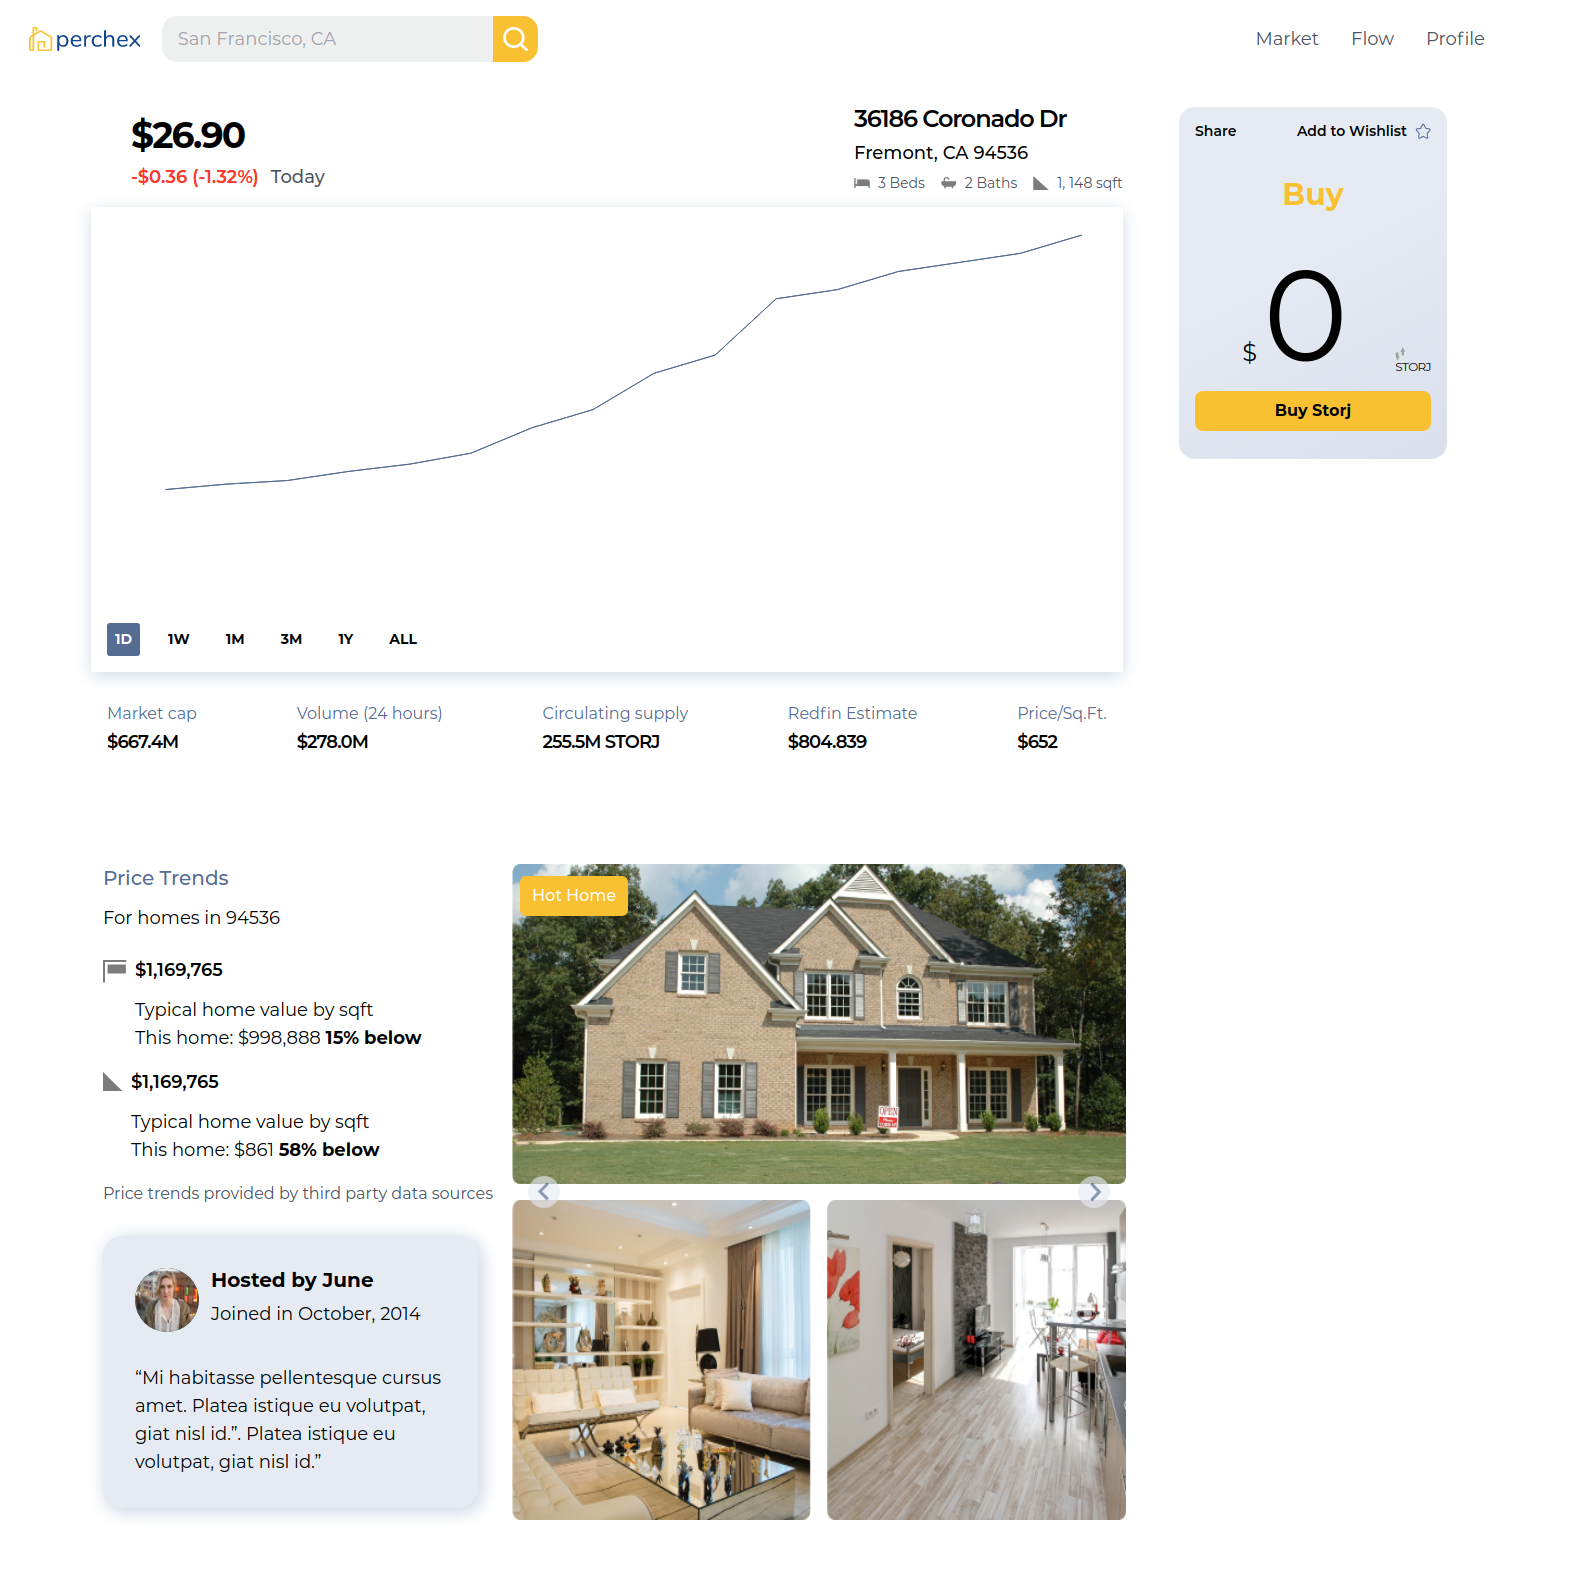 perchex
San Francisco, CA
Market
Flow
Profile
$26.90
-$0.36 (-1.32%) Today
36186 Coronado Dr
Fremont, CA 94536
3 Beds 2 Baths 1, 148 sqft
Share
Add to Wishlist
Buy
$ 0
STORJ
Buy Storj
1D 1W 1M 3M 1Y ALL
Market cap
$667.4M
Volume (24 hours)
$278.0M
Circulating supply
255.5M STORJ
Redfin Estimate
$804.839
Price/Sq.Ft.
$652
Price Trends
For homes in 94536
$1,169,765
Typical home value by sqft
This home: $998,888 15% below
$1,169,765
Typical home value by sqft
This home: $861 58% below
Price trends provided by third party data sources
Hosted by June
Joined in October, 2014
“Mi habitasse pellentesque cursus
amet. Platea istique eu volutpat,
giat nisl id.”. Platea istique eu
volutpat, giat nisl id.”
Hot Home
OPEN